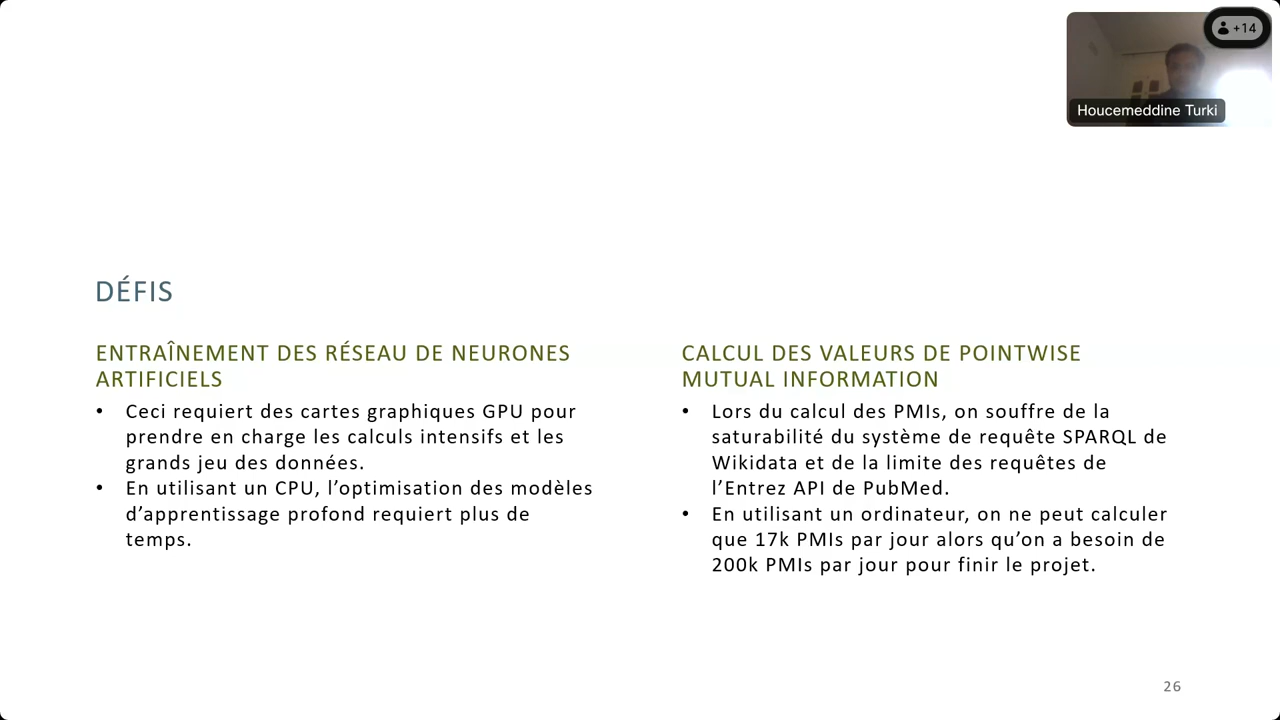 +14
Houcemeddine Turki
DÉFIS
ENTRAÎNEMENT DES RÉSEAU DE NEURONES
ARTIFICIELS
• Ceci requiert des cartes graphiques GPU pour
prendre en charge les calculs intensifs et les
grands jeu des données.
• En utilisant un CPU, l’optimisation des modèles
d’apprentissage profond requiert plus de
temps.
CALCUL DES VALEURS DE POINTWISE
MUTUAL INFORMATION
• Lors du calcul des PMIs, on souffre de la
saturabilité du système de requête SPARQL de
Wikidata et de la limite des requêtes de
l’Entrez API de PubMed.
• En utilisant un ordinateur, on ne peut calculer
que 17k PMIs par jour alors qu’on a besoin de
200k PMIs par jour pour finir le projet.
26